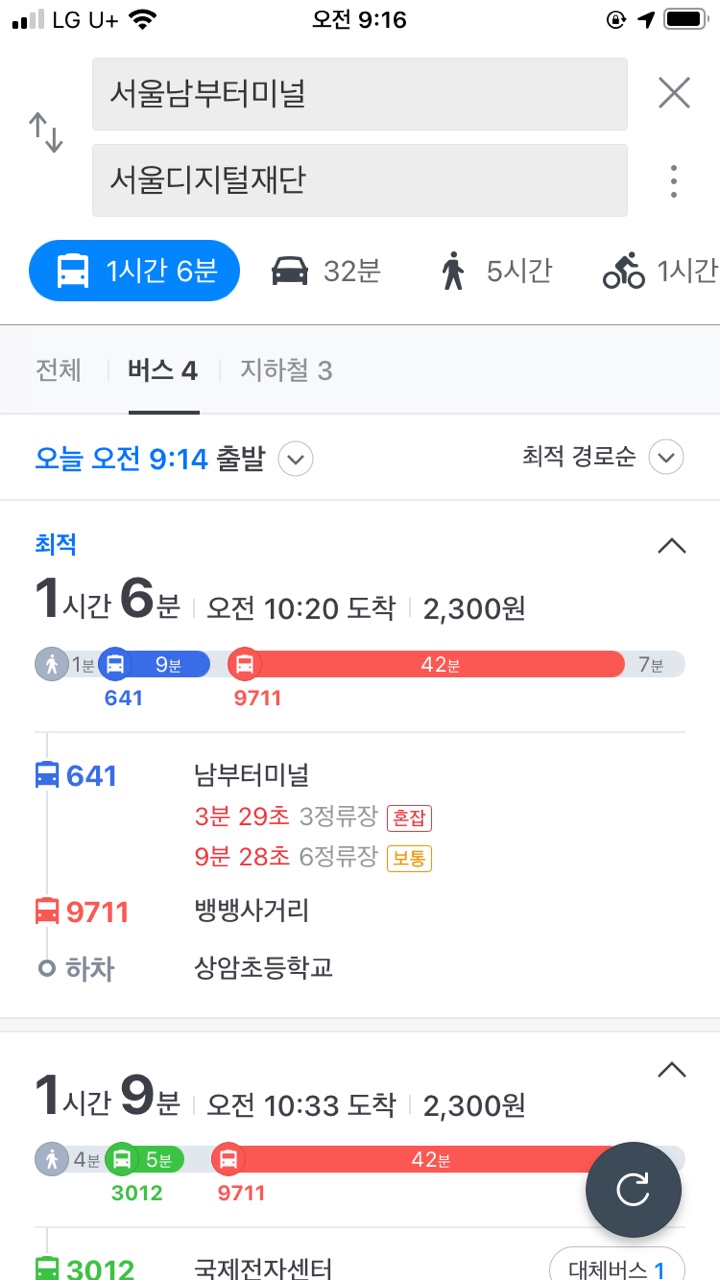 LG U+ 오전 9:16
서울남부터미널
서울디지털재단
1시간 6분 32분 5시간 1시간
전체 버스 4 지하철 3
오늘 오전 9:14 출발 최적 경로순
최적
1시간 6분 오전 10:20 도착 2,300원
1분 9분 42분 7분
641 9711
641 남부터미널
3분 29초 3정류장 혼잡
9분 28초 6정류장 보통
9711 뱅뱅사거리
하차 상암초등학교
1시간 9분 오전 10:33 도착 2,300원
4분 5분 42분
3012 9711
3012 국제전자센터 대체버스 1